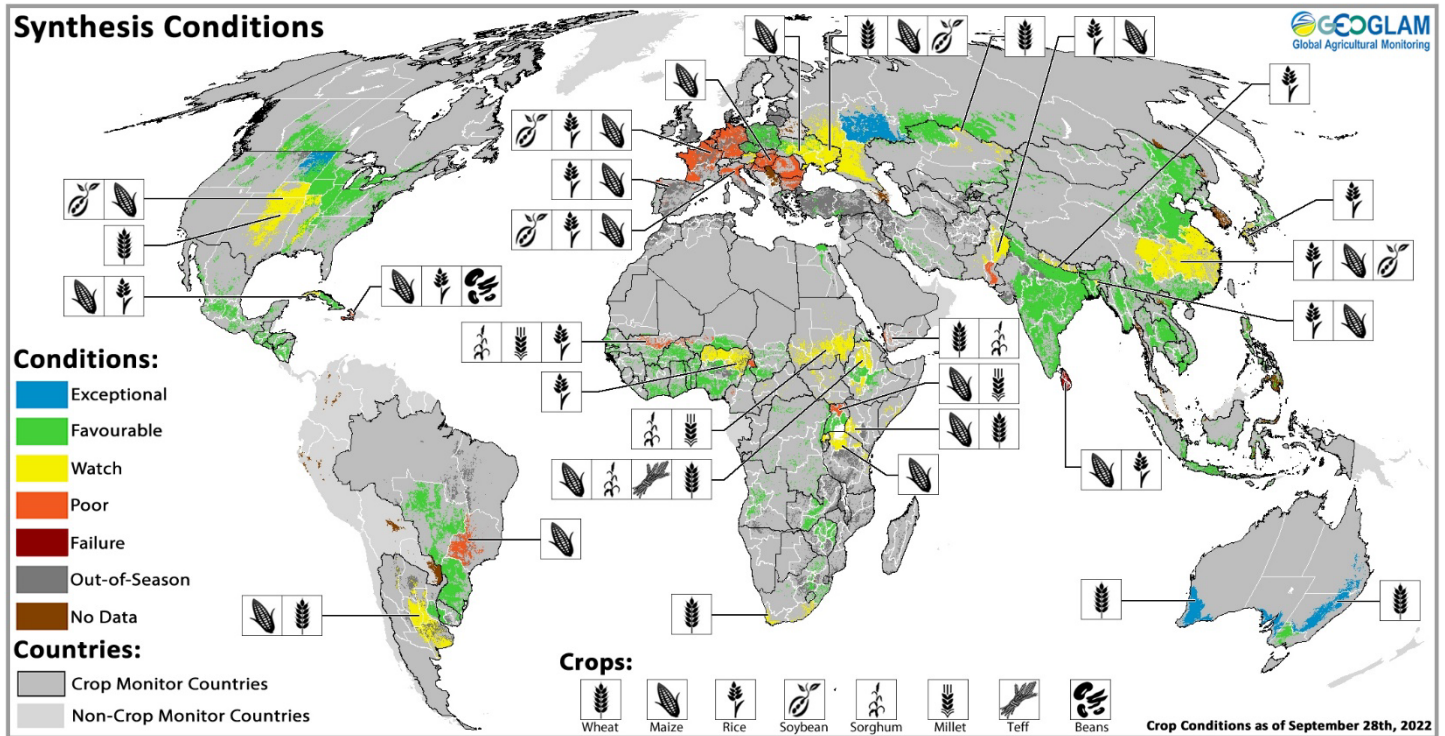 Synthesis Conditions
GEOGLAM
Global Agricultural Monitoring
Conditions:
Exceptional
Favourable
Watch
Poor
Failure
Out-of-Season
No Data
Countries:
Crop Monitor Countries
Non-Crop Monitor Countries
Crops:
Wheat
Maize
Rice
Soybean
Sorghum
Millet
Teff
Beans
Crop Conditions as of September 28th, 2022